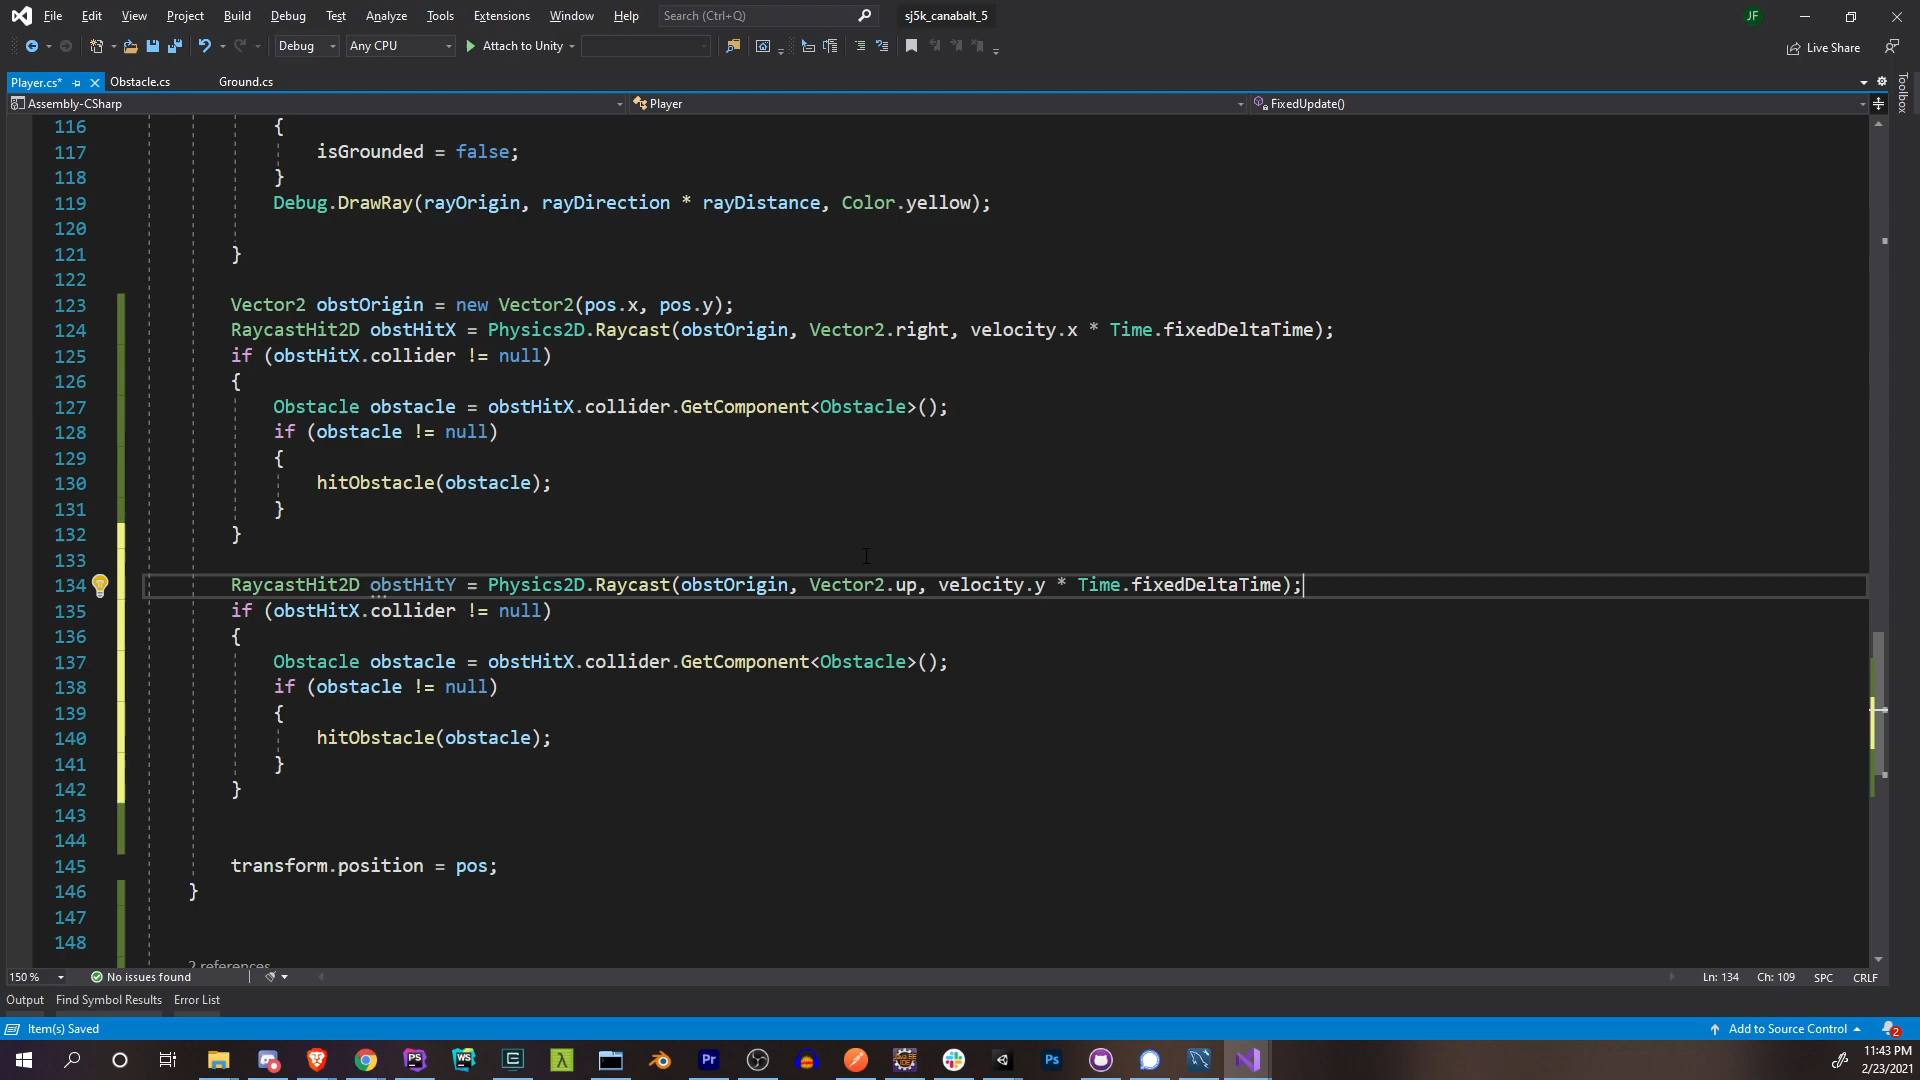 File Edit View Project Build Debug Test Analyze Tools Extensions Window Help Search (Ctrl+Q) sj5k_canabalt_5 JF
Debug Any CPU Attach to Unity Live Share
Player.cs* Obstacle.cs Ground.cs
Assembly-CSharp Player FixedUpdate()
Toolbox
116 {
117 isGrounded = false;
118 }
119 Debug.DrawRay(rayOrigin, rayDirection * rayDistance, Color.yellow);
120
121 }
122
123 Vector2 obstOrigin = new Vector2(pos.x, pos.y);
124 RaycastHit2D obstHitX = Physics2D.Raycast(obstOrigin, Vector2.right, velocity.x * Time.fixedDeltaTime);
125 if (obstHitX.collider != null)
126 {
127 Obstacle obstacle = obstHitX.collider.GetComponent<Obstacle>();
128 if (obstacle != null)
129 {
130 hitObstacle(obstacle);
131 }
132 }
133
134 RaycastHit2D obstHitY = Physics2D.Raycast(obstOrigin, Vector2.up, velocity.y * Time.fixedDeltaTime);
135 if (obstHitX.collider != null)
136 {
137 Obstacle obstacle = obstHitX.collider.GetComponent<Obstacle>();
138 if (obstacle != null)
139 {
140 hitObstacle(obstacle);
141 }
142 }
143
144
145 transform.position = pos;
146 }
147
148
2 references
150 % No issues found Ln: 134 Ch: 109 SPC CRLF
Output Find Symbol Results Error List
Item(s) Saved Add to Source Control 2
PS WS Pr Ps
11:43 PM
2/23/2021